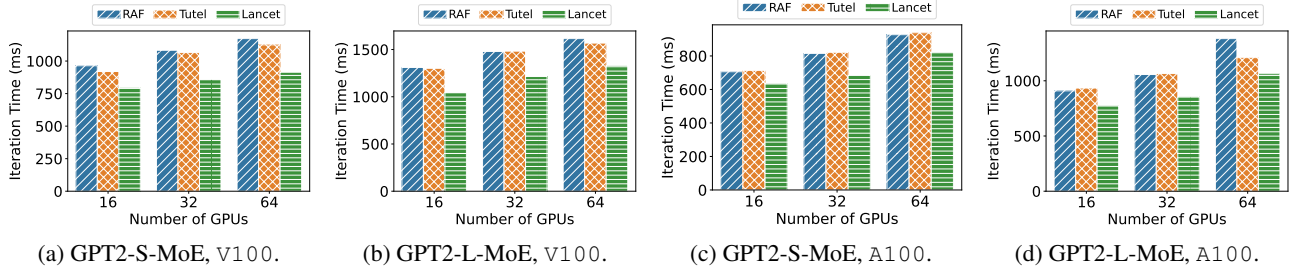 RAF Tutel Lancet
Iteration Time (ms)
1000
750
500
250
0
16 32 64
Number of GPUs
(a) GPT2-S-MoE, V100.
RAF Tutel Lancet
Iteration Time (ms)
1500
1000
500
0
16 32 64
Number of GPUs
(b) GPT2-L-MoE, V100.
RAF Tutel Lancet
Iteration Time (ms)
800
600
400
200
0
16 32 64
Number of GPUs
(c) GPT2-S-MoE, A100.
RAF Tutel Lancet
Iteration Time (ms)
1000
500
0
16 32 64
Number of GPUs
(d) GPT2-L-MoE, A100.